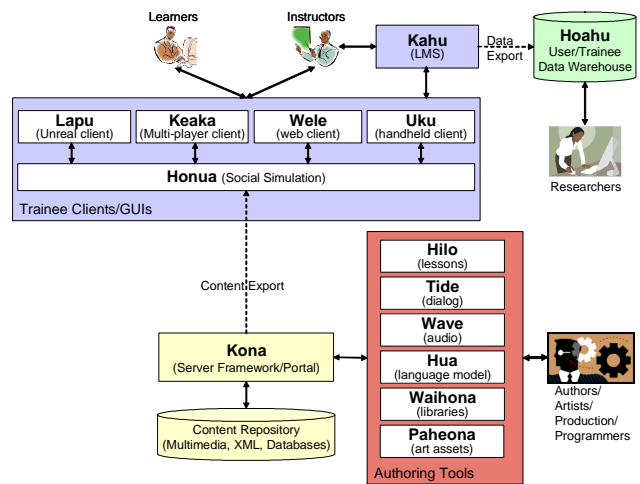 Learners
Instructors
Kahu
(LMS)
Data
Export
Hoahu
User/Trainee
Data Warehouse
Lapu
(Unreal client)
Keaka
(Multi-player client)
Wele
(web client)
Uku
(handheld client)
Honua (Social Simulation)
Trainee Clients/GUIs
Researchers
Content Export
Hilo
(lessons)
Tide
(dialog)
Wave
(audio)
Hua
(language model)
Waihona
(libraries)
Paheona
(art assets)
Authoring Tools
Kona
(Server Framework/Portal)
Content Repository
(Multimedia, XML, Databases)
Authors/
Artists/
Production/
Programmers